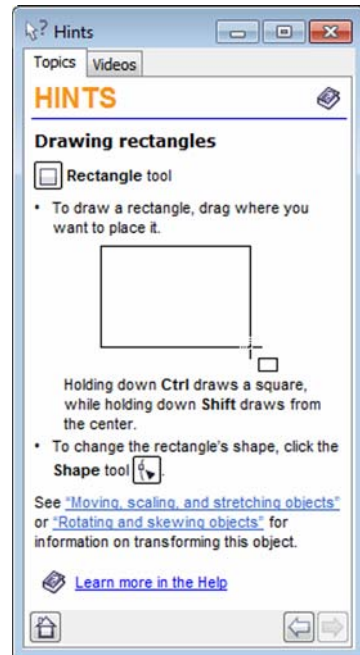 Hints
Topics Videos
HINTS
Drawing rectangles
Rectangle tool
• To draw a rectangle, drag where you
want to place it.
Holding down Ctrl draws a square,
while holding down Shift draws from
the center.
• To change the rectangle's shape, click the
Shape tool .
See "Moving, scaling, and stretching objects"
or "Rotating and skewing objects" for
information on transforming this object.
Learn more in the Help